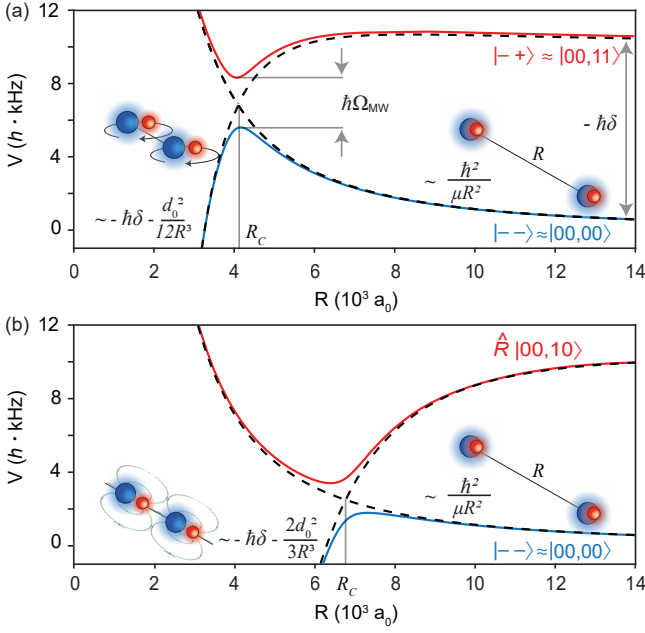 (a)
12
8
4
0
V (h · kHz)
|− +⟩ ≈ |00,11⟩
ħΩMW
- ħδ
R
~ ħ²/μR²
~ - ħδ - d₀²/12R³
R_C
|− −⟩≈|00,00⟩
0 2 4 6 8 10 12 14
R (10³ a₀)
(b)
12
8
4
0
V (h · kHz)
R̂ |00,10⟩
R
~ ħ²/μR²
~ - ħδ - 2d₀²/3R³
R_C
|− −⟩≈|00,00⟩
0 2 4 6 8 10 12 14
R (10³ a₀)